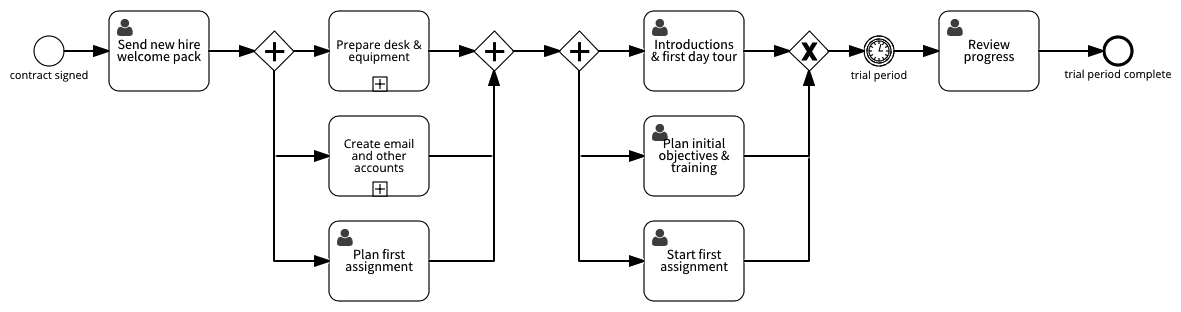 contract signed
Send new hire
welcome pack
Prepare desk &
equipment
Create email
and other
accounts
Plan first
assignment
Introductions
& first day tour
Plan initial
objectives &
training
Start first
assignment
X
trial period
Review
progress
trial period complete